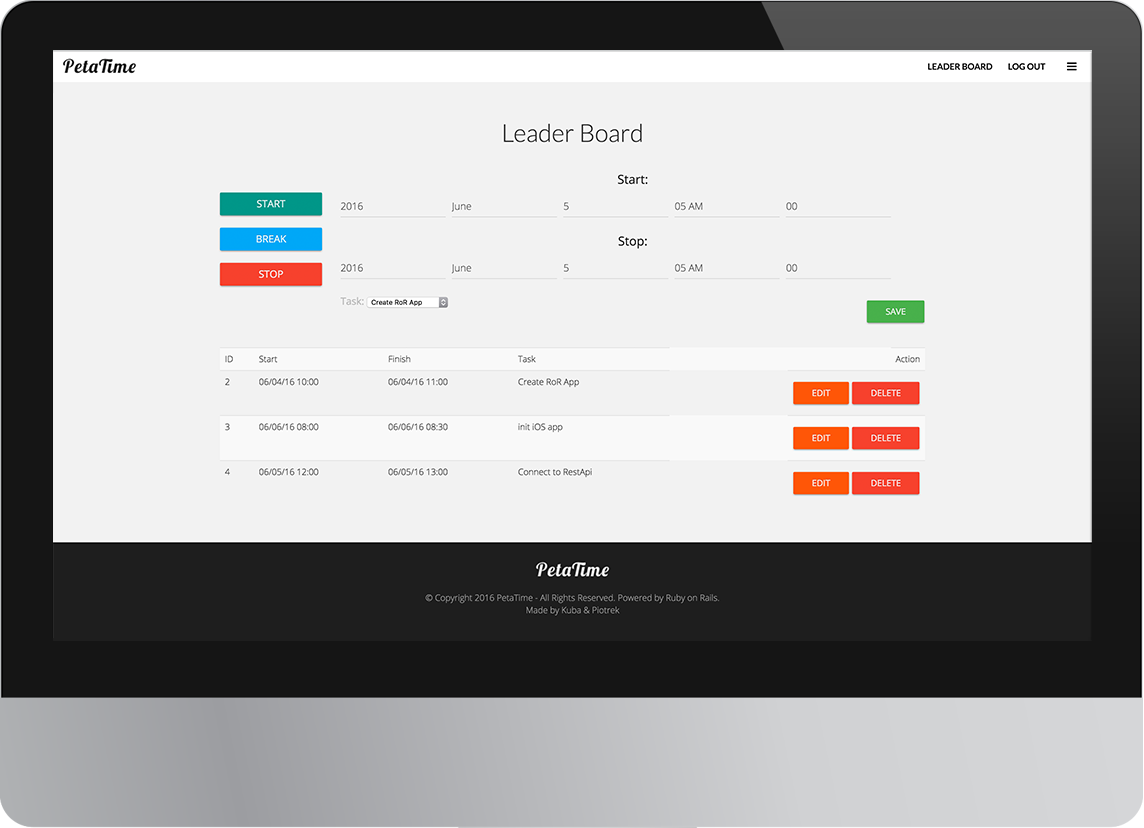 PetaTime LEADER BOARD LOG OUT
Leader Board
Start:
START 2016 June 5 05 AM 00
BREAK
Stop:
STOP 2016 June 5 05 AM 00
Task: Create RoR App SAVE
ID Start Finish Task Action
2 06/04/16 10:00 06/04/16 11:00 Create RoR App EDIT DELETE
3 06/06/16 08:00 06/06/16 08:30 init iOS app EDIT DELETE
4 06/05/16 12:00 06/05/16 13:00 Connect to RestApi EDIT DELETE
PetaTime
© Copyright 2016 PetaTime - All Rights Reserved. Powered by Ruby on Rails.
Made by Kuba & Piotrek